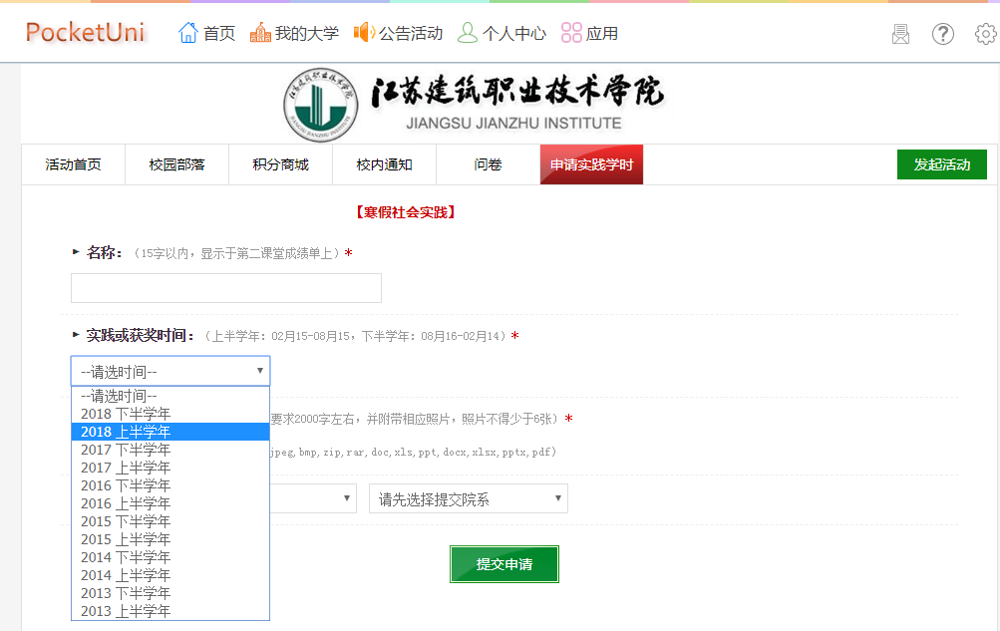 PocketUni 首页 我的大学 公告活动 个人中心 应用
江苏建筑职业技术学院
JIANGSU JIANZHU INSTITUTE
活动首页 校园部落 积分商城 校内通知 问卷 申请实践学时 发起活动
【寒假社会实践】
名称：（15字以内，显示于第二课堂成绩单上）*
实践或获奖时间：（上半学年：02月15-08月15，下半学年：08月16-02月14）*
--请选时间--
--请选时间--
2018 下半学年
要求2000字左右，并附带相应照片，照片不得少于6张）*
2018 上半学年
2017 下半学年
jpeg,bmp,zip,rar,doc,xls,ppt,docx,xlsx,pptx,pdf）
2017 上半学年
2016 下半学年
2016 上半学年
请先选择提交院系
2015 下半学年
2015 上半学年
2014 下半学年
提交申请
2014 上半学年
2013 下半学年
2013 上半学年